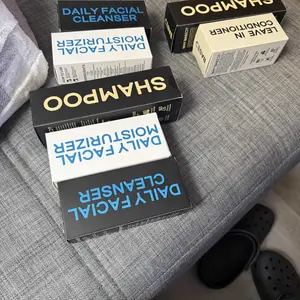 DAILY FACIAL
CLEANSER
DAILY FACIAL
MOISTURIZER
SHAMPOO
LEAVE IN
CONDITIONER
SHAMPOO
DAILY FACIAL
MOISTURIZER
DAILY FACIAL
CLEANSER